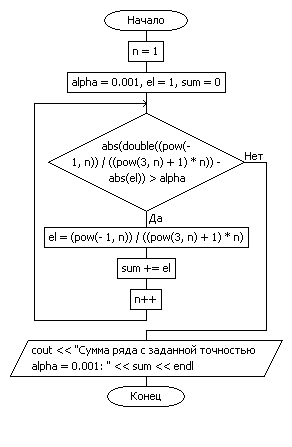 Начало
n = 1
alpha = 0.001, el = 1, sum = 0
abs(double((pow(-
1, n)) / ((pow(3, n) + 1) * n)) -
abs(el)) > alpha
Нет
Да
el = (pow(- 1, n)) / ((pow(3, n) + 1) * n)
sum += el
n++
cout << "Сумма ряда с заданной точностью
alpha = 0.001: " << sum << endl
Конец